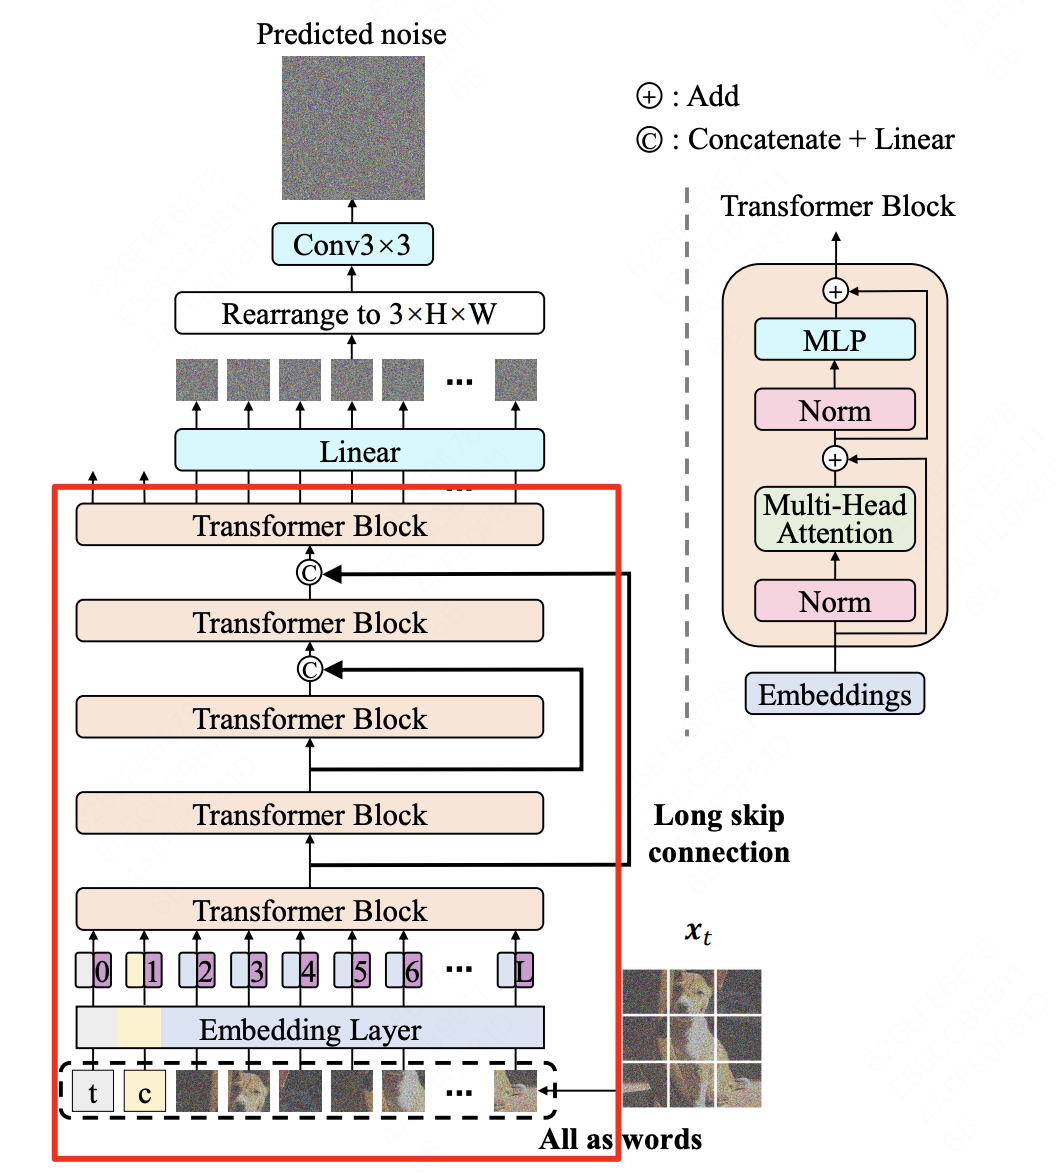 Predicted noise
+ : Add
C : Concatenate + Linear
Conv3×3
Rearrange to 3×H×W
...
Linear
...
Transformer Block
C
Transformer Block
C
Transformer Block
Transformer Block
Transformer Block
0 1 2 3 4 5 6 ... L
Embedding Layer
t c ...
All as words
Long skip
connection
xₜ
Transformer Block
+
MLP
Norm
+
Multi-Head
Attention
Norm
Embeddings